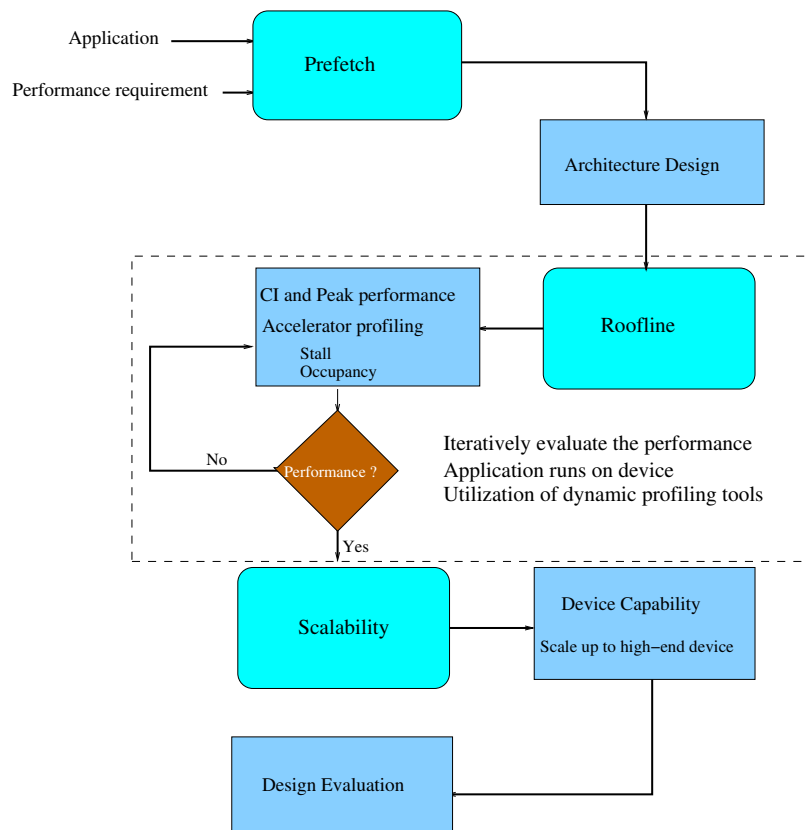 Application
Prefetch
Performance requirement
Architecture Design
CI and Peak performance
Accelerator profiling
Stall
Occupancy
Roofline
Performance ?
No
Yes
Iteratively evaluate the performance
Application runs on device
Utilization of dynamic profiling tools
Scalability
Device Capability
Scale up to high−end device
Design Evaluation